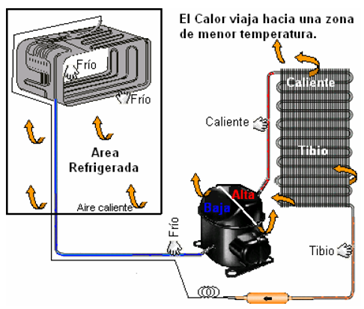 El Calor viaja hacia una zona
de menor temperatura.
Frío
Frío
Caliente
Caliente
Area
Refrigerada
Tibio
Alta
Baja
Aire caliente
Frío
Tibio